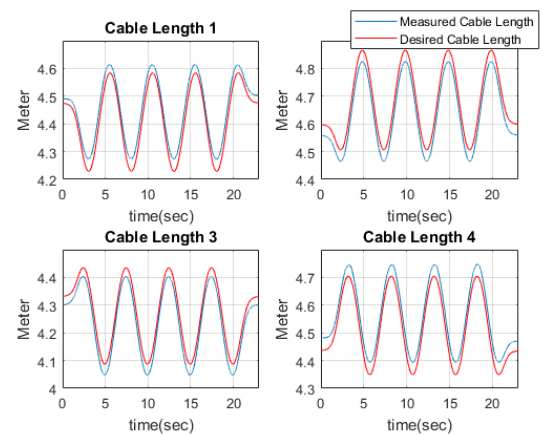 Cable Length 1
Measured Cable Length
Desired Cable Length
4.6
4.5
4.4
4.3
4.2
Meter
0 5 10 15 20
time(sec)
4.8
4.7
4.6
4.5
4.4
Meter
0 5 10 15 20
time(sec)
Cable Length 3
4.4
4.3
4.2
4.1
4
Meter
0 5 10 15 20
time(sec)
Cable Length 4
4.7
4.6
4.5
4.4
4.3
Meter
0 5 10 15 20
time(sec)